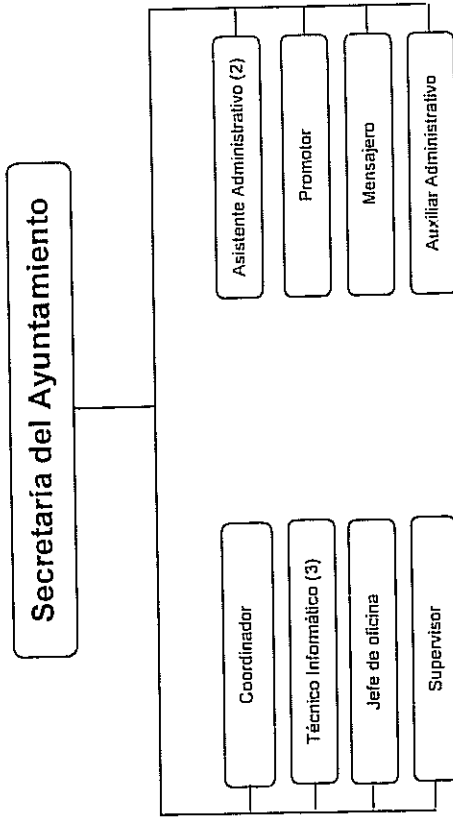 Secretaría del Ayuntamiento
Coordinador
Técnico Informático (3)
Jefe de oficina
Supervisor
Asistente Administrativo (2)
Promotor
Mensajero
Auxiliar Administrativo